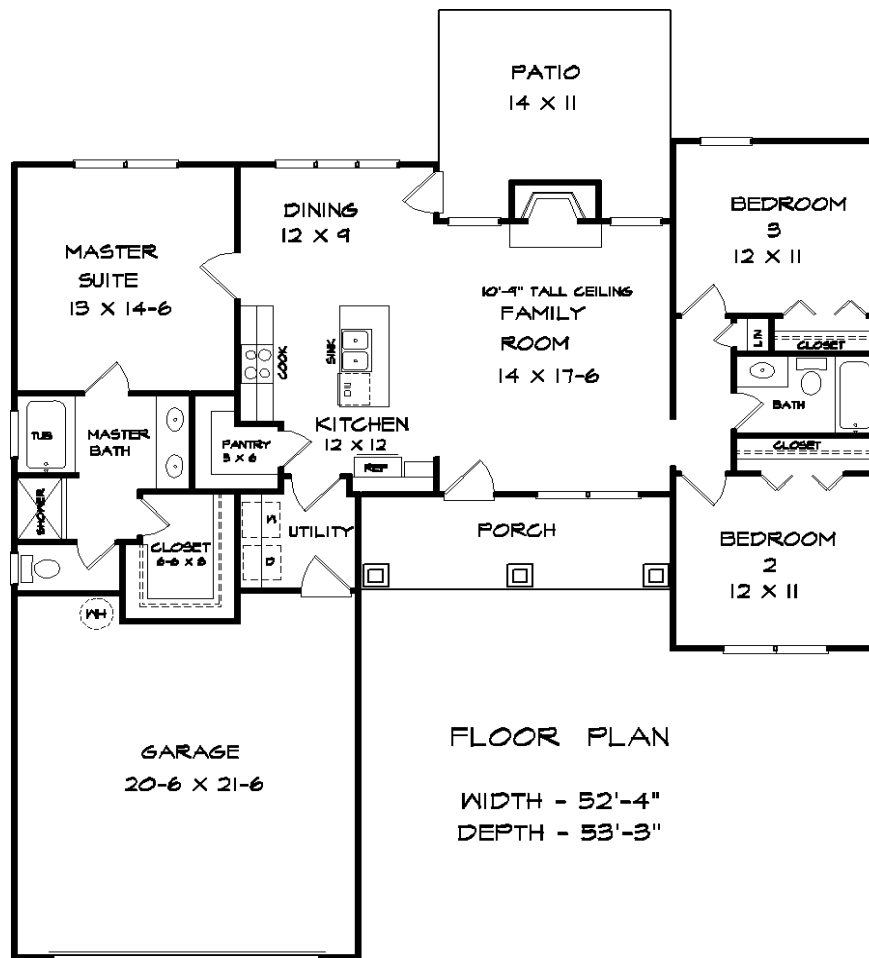 PATIO
14 X 11
BEDROOM
3
12 X 11
DINING
12 X 9
MASTER
SUITE
13 X 14-6
10'-9" TALL CEILING
FAMILY
ROOM
14 X 17-6
COOK
SINK
DW
LIN
CLOSET
BATH
CLOSET
KITCHEN
12 X 12
REF
PANTRY
3 X 6
TUB
MASTER
BATH
SHOWER
CLOSET
6-6 X 8
W
D
UTILITY
PORCH
BEDROOM
2
12 X 11
WH
GARAGE
20-6 X 21-6
FLOOR PLAN
WIDTH - 52'-4"
DEPTH - 53'-3"